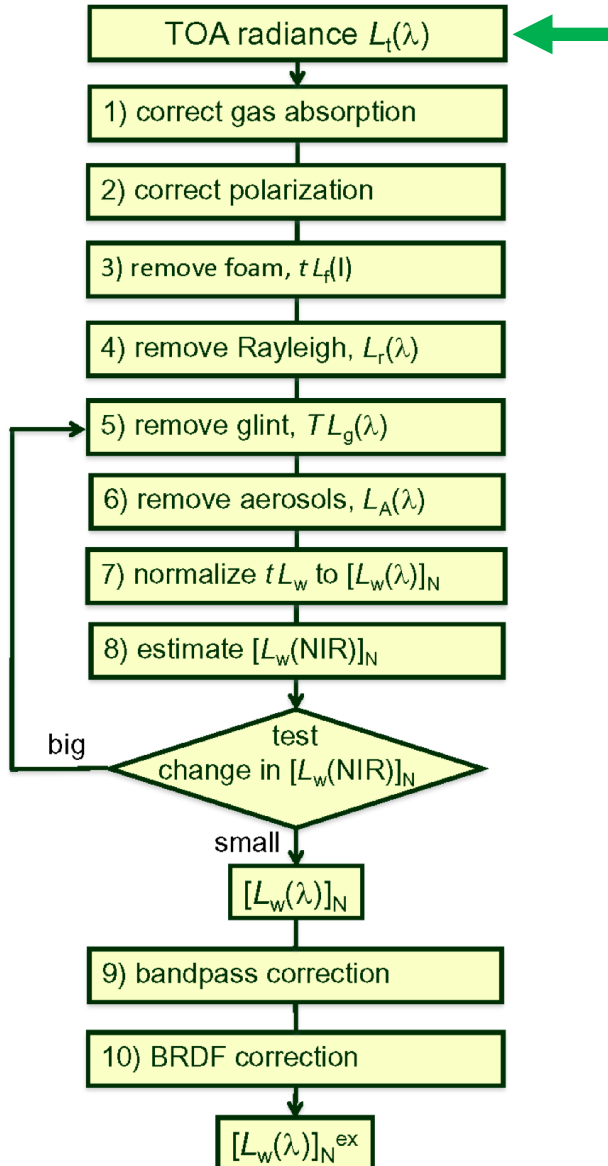 TOA radiance Lt(λ)
1) correct gas absorption
2) correct polarization
3) remove foam, t Lf(l)
4) remove Rayleigh, Lr(λ)
5) remove glint, T Lg(λ)
6) remove aerosols, LA(λ)
7) normalize t Lw to [Lw(λ)]N
8) estimate [Lw(NIR)]N
big
test
change in [Lw(NIR)]N
small
[Lw(λ)]N
9) bandpass correction
10) BRDF correction
[Lw(λ)]N ex